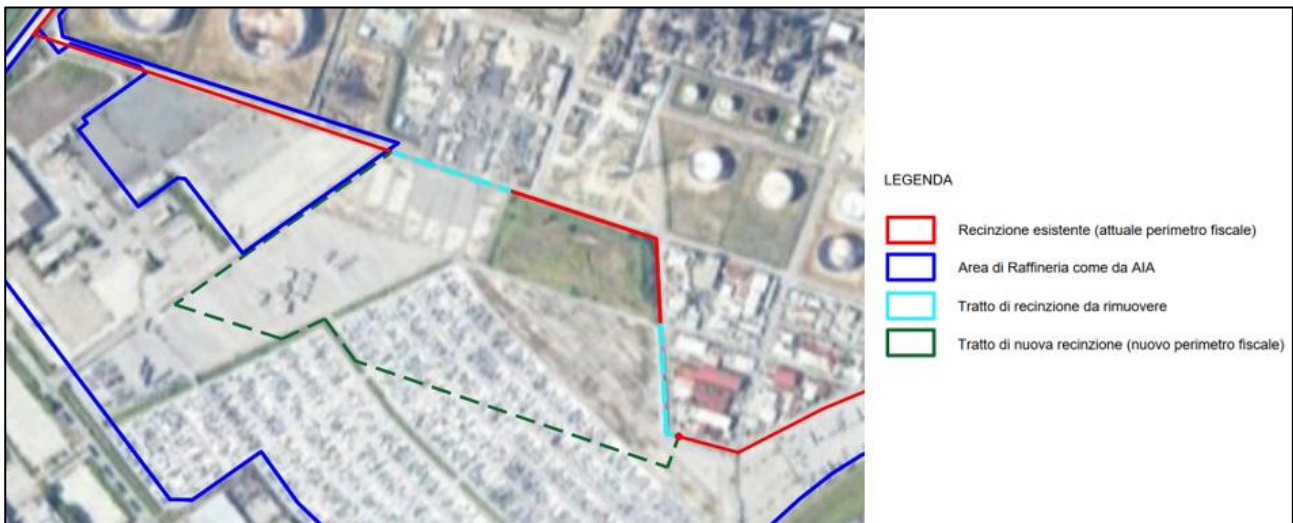 LEGENDA
Recinzione esistente (attuale perimetro fiscale)
Area di Raffineria come da AIA
Tratto di recinzione da rimuovere
Tratto di nuova recinzione (nuovo perimetro fiscale)